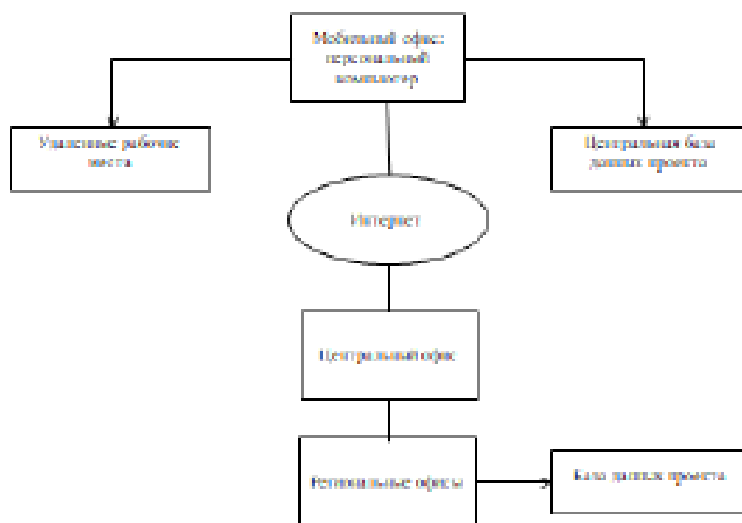 Мобильный офис:
персональный
компьютер
Удаленные рабочие
места
Центральная база
данных проекта
Интернет
Центральный офис
Региональные офисы
База данных проекта